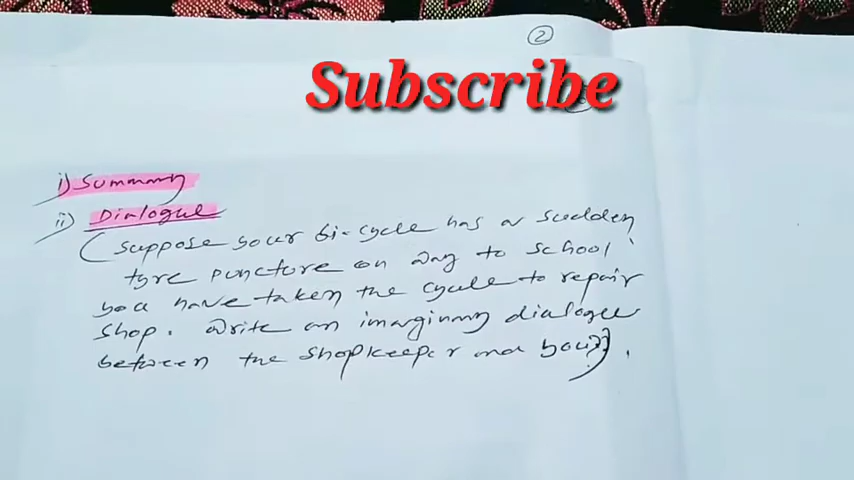 2
Subscribe
i) Summary
ii) Dialogue
(Suppose your bi-cycle has a sudden
tyre puncture on way to school,
you have taken the cycle to repair
shop. Write an imaginary dialogue
between the shopkeeper and you).